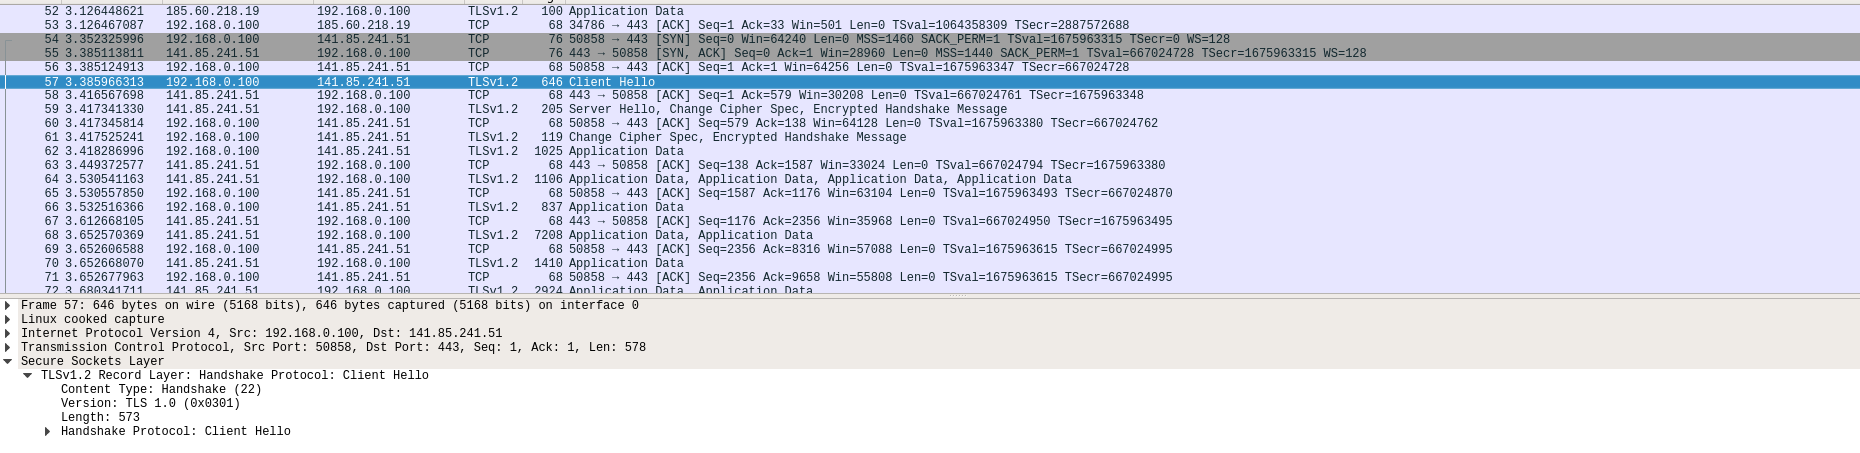 52 3.126448621 185.60.218.19 192.168.0.100 TLSv1.2 100 Application Data
53 3.126467087 192.168.0.100 185.60.218.19 TCP 68 34786 → 443 [ACK] Seq=1 Ack=33 Win=501 Len=0 TSval=1064358309 TSecr=2887572688
54 3.352325996 192.168.0.100 141.85.241.51 TCP 76 50858 → 443 [SYN] Seq=0 Win=64240 Len=0 MSS=1460 SACK_PERM=1 TSval=1675963315 TSecr=0 WS=128
55 3.385113811 141.85.241.51 192.168.0.100 TCP 76 443 → 50858 [SYN, ACK] Seq=0 Ack=1 Win=28960 Len=0 MSS=1440 SACK_PERM=1 TSval=667024728 TSecr=1675963315 WS=128
56 3.385124913 192.168.0.100 141.85.241.51 TCP 68 50858 → 443 [ACK] Seq=1 Ack=1 Win=64256 Len=0 TSval=1675963347 TSecr=667024728
57 3.385966313 192.168.0.100 141.85.241.51 TLSv1.2 646 Client Hello
58 3.416567698 141.85.241.51 192.168.0.100 TCP 68 443 → 50858 [ACK] Seq=1 Ack=579 Win=30208 Len=0 TSval=667024761 TSecr=1675963348
59 3.417341330 141.85.241.51 192.168.0.100 TLSv1.2 205 Server Hello, Change Cipher Spec, Encrypted Handshake Message
60 3.417345814 192.168.0.100 141.85.241.51 TCP 68 50858 → 443 [ACK] Seq=579 Ack=138 Win=64128 Len=0 TSval=1675963380 TSecr=667024762
61 3.417525241 192.168.0.100 141.85.241.51 TLSv1.2 119 Change Cipher Spec, Encrypted Handshake Message
62 3.418286996 192.168.0.100 141.85.241.51 TLSv1.2 1025 Application Data
63 3.449372577 141.85.241.51 192.168.0.100 TCP 68 443 → 50858 [ACK] Seq=138 Ack=1587 Win=33024 Len=0 TSval=667024794 TSecr=1675963380
64 3.530541163 141.85.241.51 192.168.0.100 TLSv1.2 1106 Application Data, Application Data, Application Data, Application Data
65 3.530557850 192.168.0.100 141.85.241.51 TCP 68 50858 → 443 [ACK] Seq=1587 Ack=1176 Win=63104 Len=0 TSval=1675963493 TSecr=667024870
66 3.532516366 192.168.0.100 141.85.241.51 TLSv1.2 837 Application Data
67 3.612668105 141.85.241.51 192.168.0.100 TCP 68 443 → 50858 [ACK] Seq=1176 Ack=2356 Win=35968 Len=0 TSval=667024950 TSecr=1675963495
68 3.652570369 141.85.241.51 192.168.0.100 TLSv1.2 7208 Application Data, Application Data
69 3.652606588 192.168.0.100 141.85.241.51 TCP 68 50858 → 443 [ACK] Seq=2356 Ack=8316 Win=57088 Len=0 TSval=1675963615 TSecr=667024995
70 3.652668070 141.85.241.51 192.168.0.100 TLSv1.2 1410 Application Data
71 3.652677963 192.168.0.100 141.85.241.51 TCP 68 50858 → 443 [ACK] Seq=2356 Ack=9658 Win=55808 Len=0 TSval=1675963615 TSecr=667024995
72 3.680341711 141.85.241.51 192.168.0.100 TLSv1.2 2924 Application Data, Application Data
Frame 57: 646 bytes on wire (5168 bits), 646 bytes captured (5168 bits) on interface 0
Linux cooked capture
Internet Protocol Version 4, Src: 192.168.0.100, Dst: 141.85.241.51
Transmission Control Protocol, Src Port: 50858, Dst Port: 443, Seq: 1, Ack: 1, Len: 578
Secure Sockets Layer
TLSv1.2 Record Layer: Handshake Protocol: Client Hello
Content Type: Handshake (22)
Version: TLS 1.0 (0x0301)
Length: 573
Handshake Protocol: Client Hello